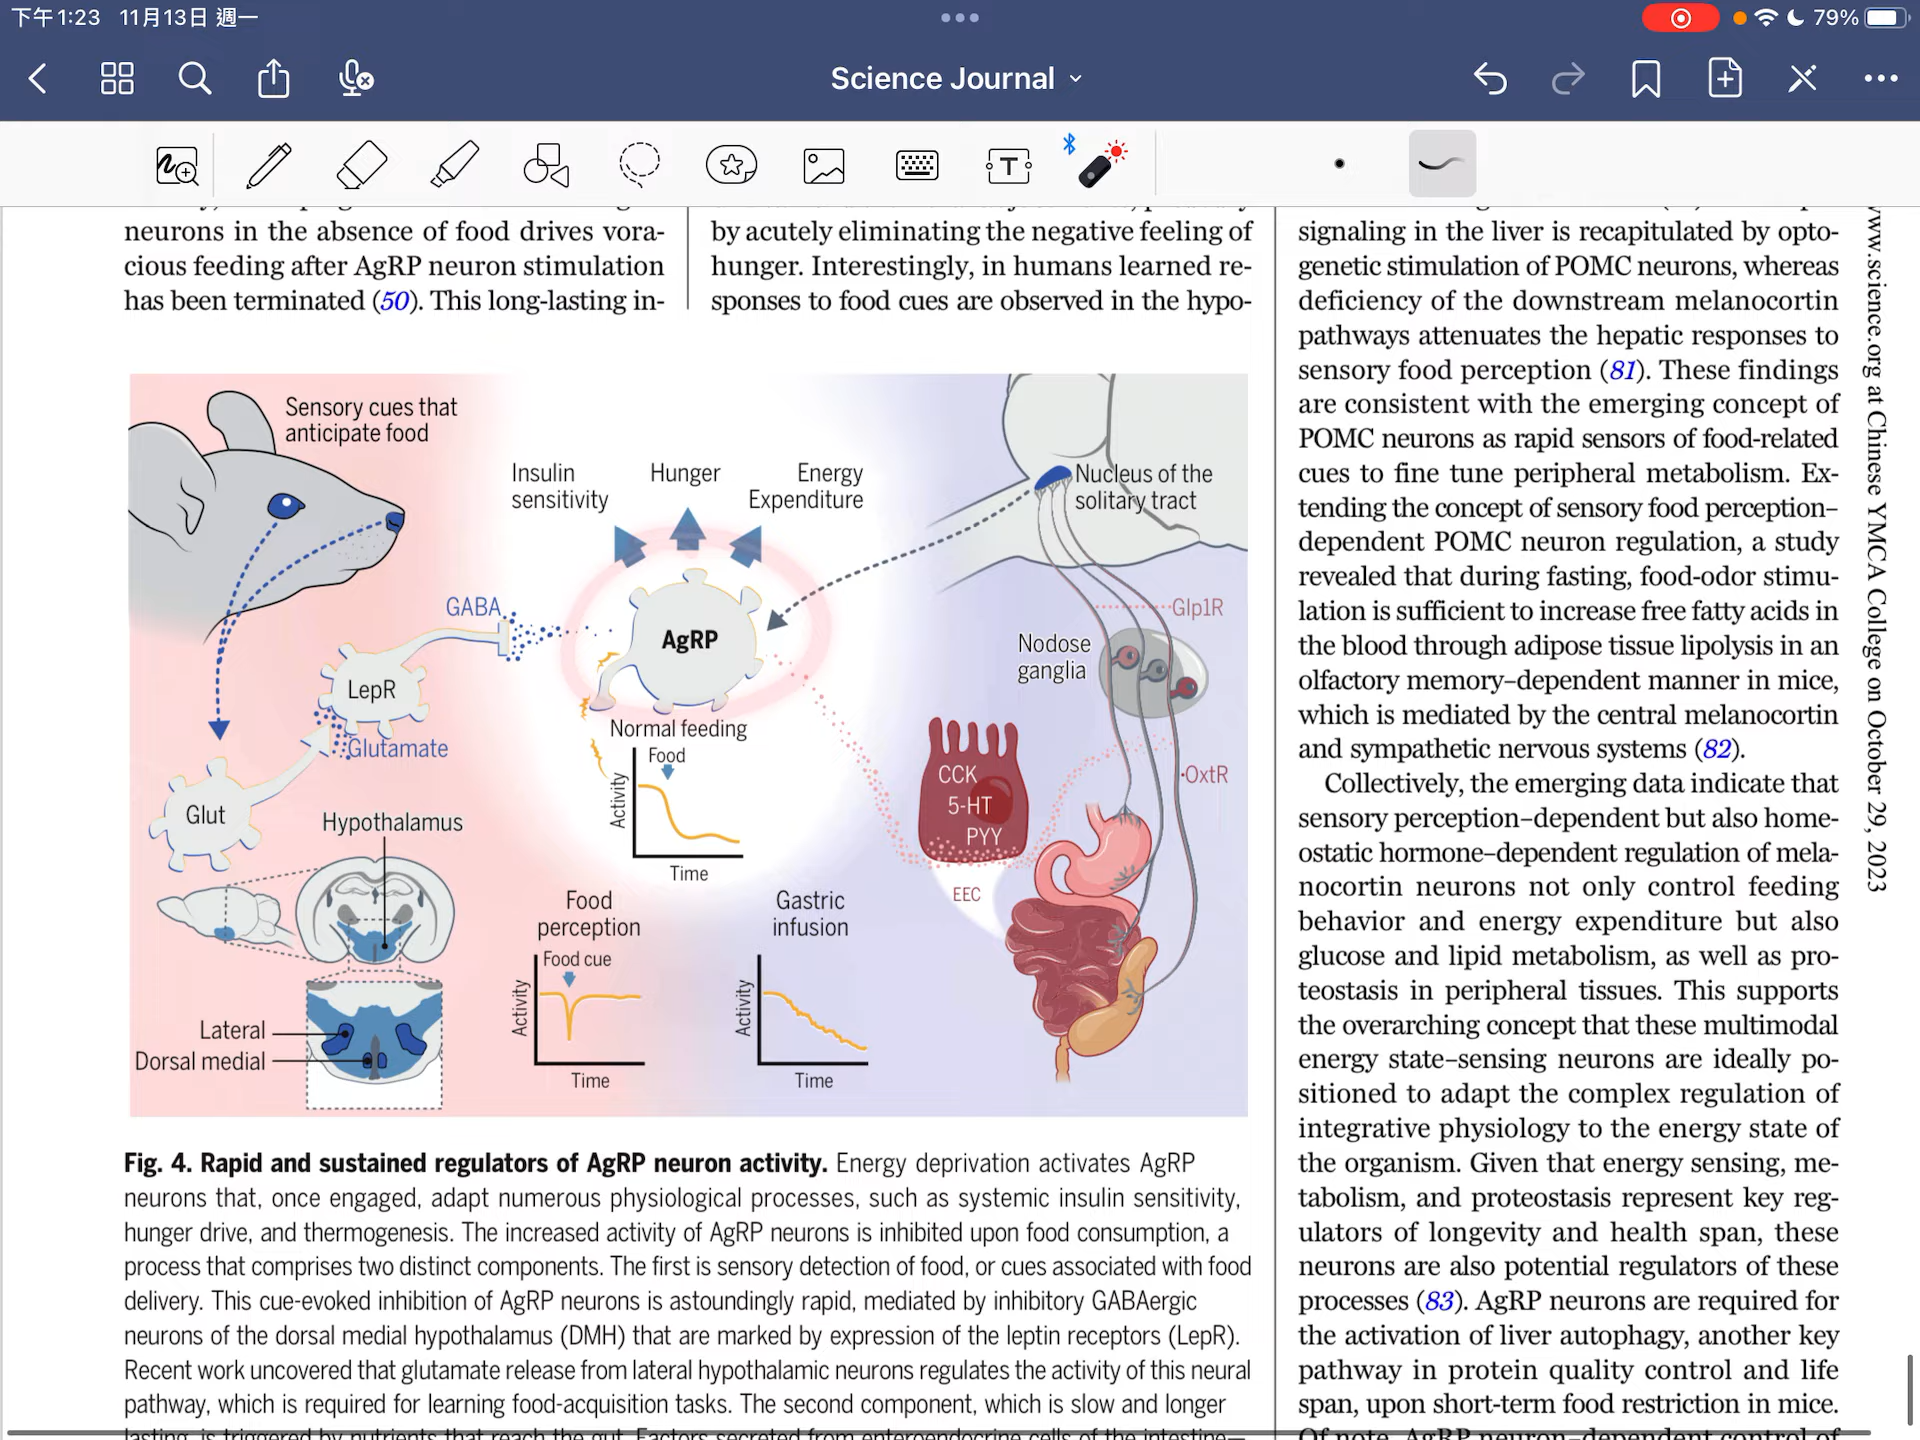 下午1:23 11月13日 週一
79%
Science Journal
neurons in the absence of food drives vora-
cious feeding after AgRP neuron stimulation
has been terminated (50). This long-lasting in-
by acutely eliminating the negative feeling of
hunger. Interestingly, in humans learned re-
sponses to food cues are observed in the hypo-
Sensory cues that
anticipate food
Insulin
sensitivity
Hunger
Energy
Expenditure
Nucleus of the
solitary tract
GABA
AgRP
Glp1R
Nodose
ganglia
LepR
Glutamate
Glut
Normal feeding
Food
Activity
Time
CCK
5-HT
PYY
OxtR
EEC
Hypothalamus
Lateral
Dorsal medial
Food
perception
Food cue
Activity
Time
Gastric
infusion
Activity
Time
Fig. 4. Rapid and sustained regulators of AgRP neuron activity. Energy deprivation activates AgRP
neurons that, once engaged, adapt numerous physiological processes, such as systemic insulin sensitivity,
hunger drive, and thermogenesis. The increased activity of AgRP neurons is inhibited upon food consumption, a
process that comprises two distinct components. The first is sensory detection of food, or cues associated with food
delivery. This cue-evoked inhibition of AgRP neurons is astoundingly rapid, mediated by inhibitory GABAergic
neurons of the dorsal medial hypothalamus (DMH) that are marked by expression of the leptin receptors (LepR).
Recent work uncovered that glutamate release from lateral hypothalamic neurons regulates the activity of this neural
pathway, which is required for learning food-acquisition tasks. The second component, which is slow and longer
lasting, is triggered by nutrients that reach the gut. Factors secreted from enteroendocrine cells of the intestine—
signaling in the liver is recapitulated by opto-
genetic stimulation of POMC neurons, whereas
deficiency of the downstream melanocortin
pathways attenuates the hepatic responses to
sensory food perception (81). These findings
are consistent with the emerging concept of
POMC neurons as rapid sensors of food-related
cues to fine tune peripheral metabolism. Ex-
tending the concept of sensory food perception–
dependent POMC neuron regulation, a study
revealed that during fasting, food-odor stimu-
lation is sufficient to increase free fatty acids in
the blood through adipose tissue lipolysis in an
olfactory memory–dependent manner in mice,
which is mediated by the central melanocortin
and sympathetic nervous systems (82).
Collectively, the emerging data indicate that
sensory perception–dependent but also home-
ostatic hormone–dependent regulation of mela-
nocortin neurons not only control feeding
behavior and energy expenditure but also
glucose and lipid metabolism, as well as pro-
teostasis in peripheral tissues. This supports
the overarching concept that these multimodal
energy state–sensing neurons are ideally po-
sitioned to adapt the complex regulation of
integrative physiology to the energy state of
the organism. Given that energy sensing, me-
tabolism, and proteostasis represent key reg-
ulators of longevity and health span, these
neurons are also potential regulators of these
processes (83). AgRP neurons are required for
the activation of liver autophagy, another key
pathway in protein quality control and life
span, upon short-term food restriction in mice.
Of note, AgRP neuron–dependent control of
www.science.org at Chinese YMCA College on October 29, 2023